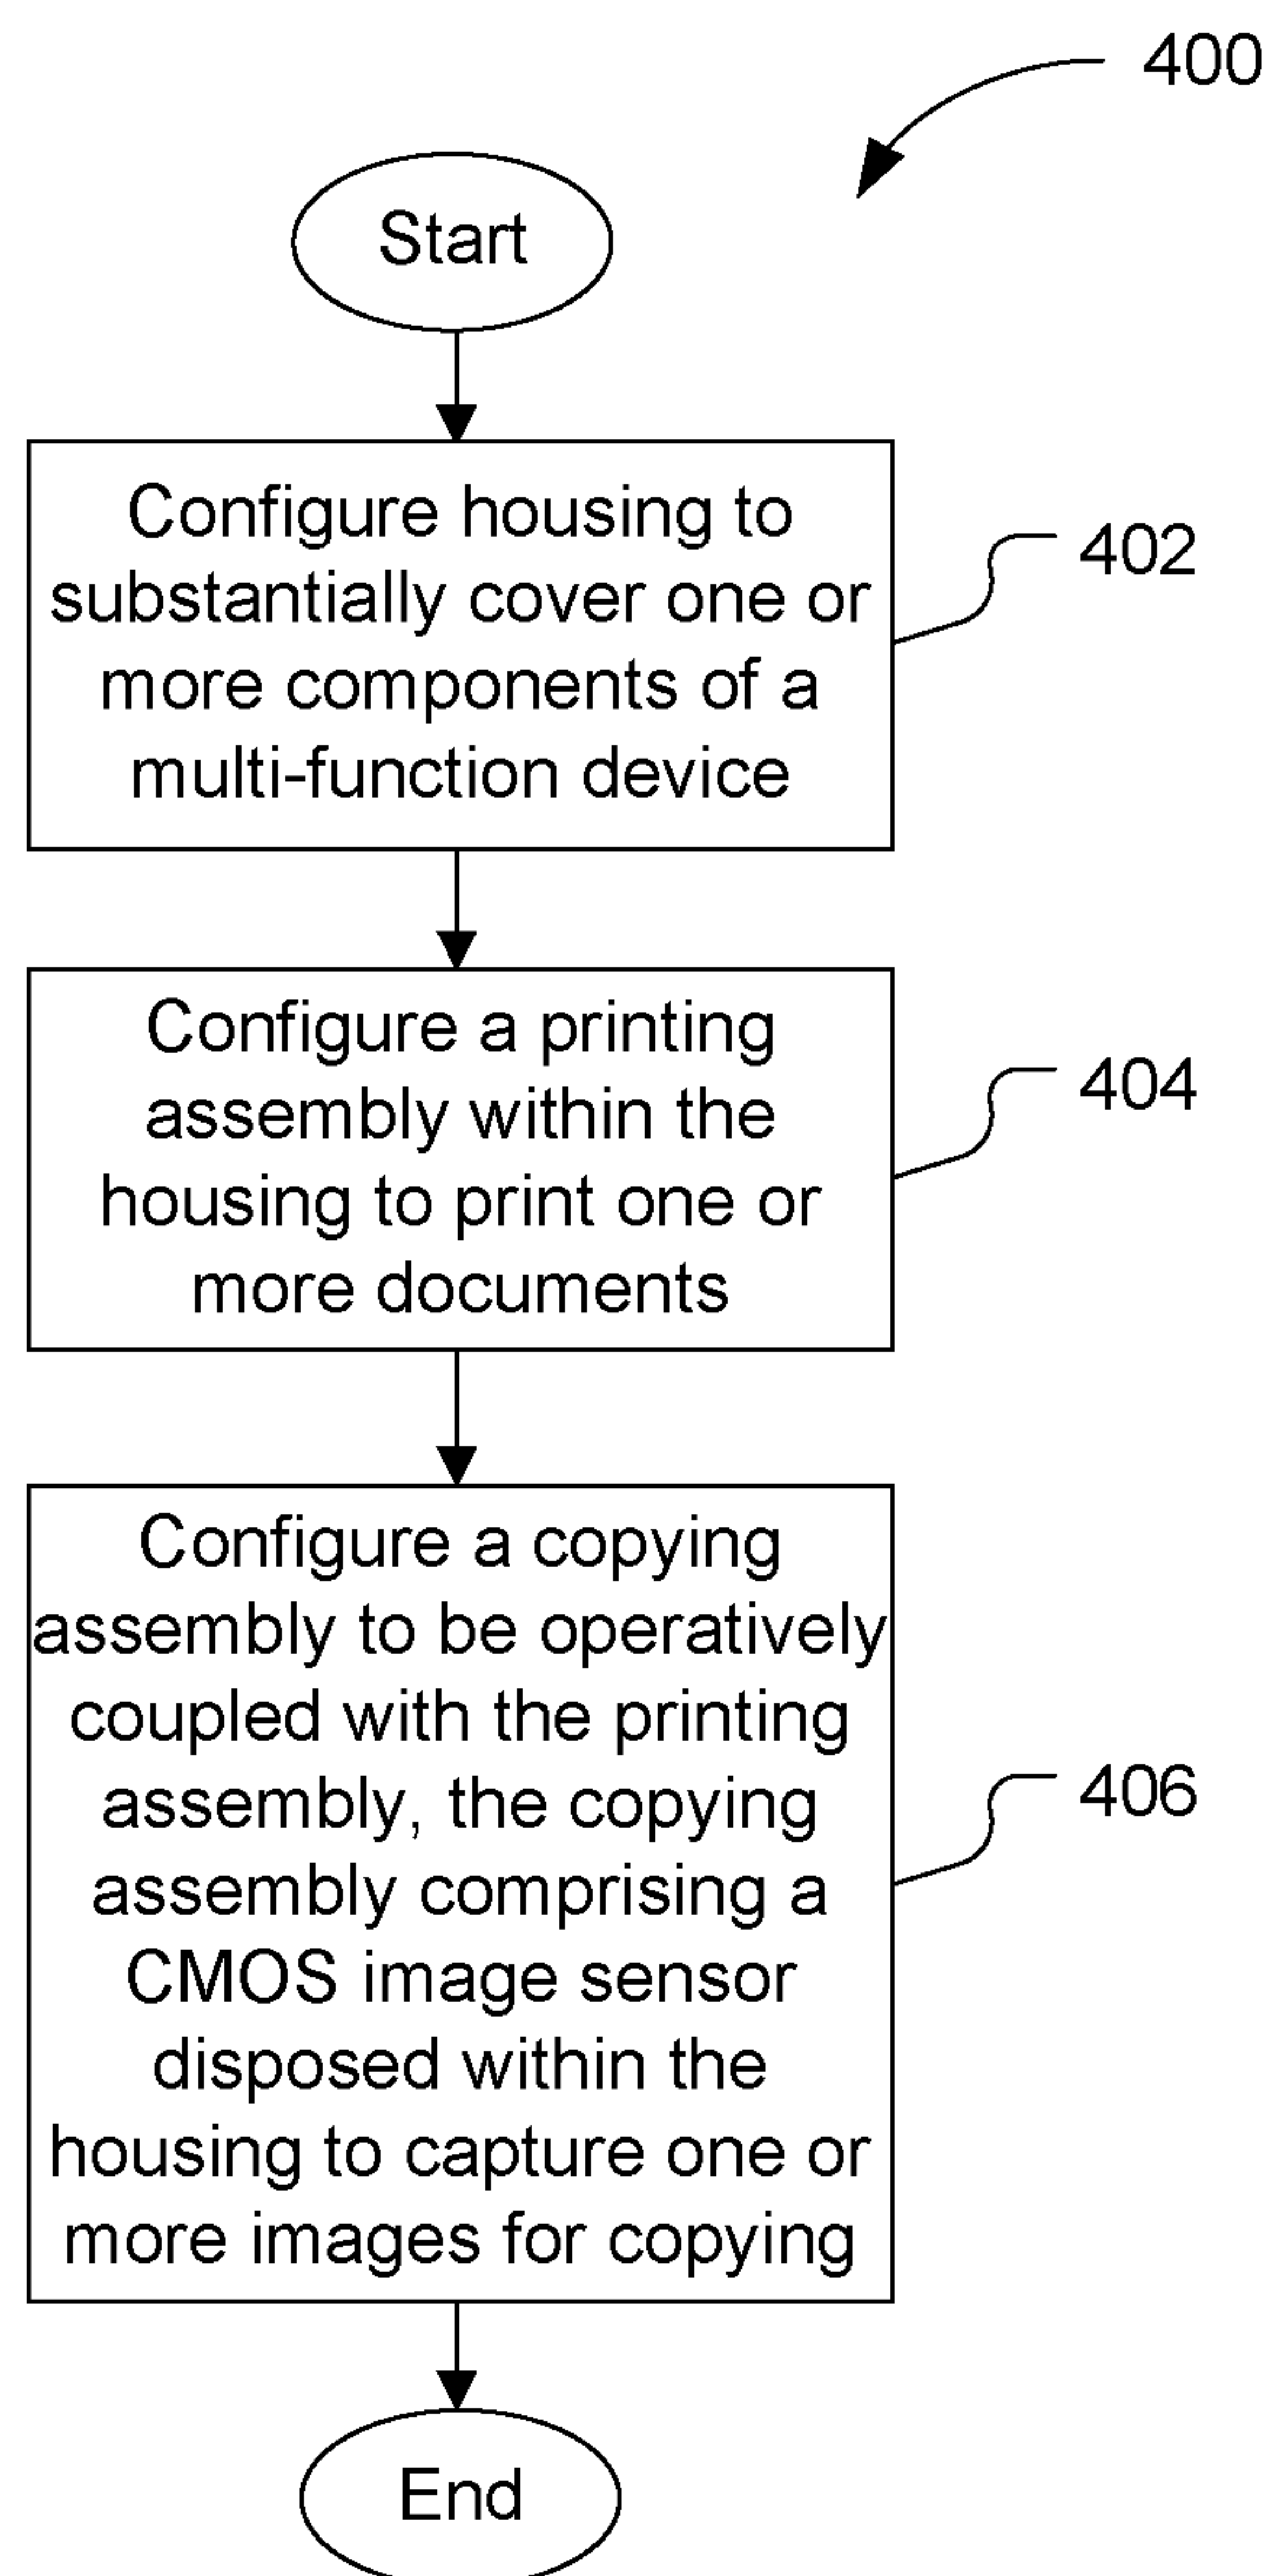 400
Start
Configure housing to
substantially cover one or
more components of a
multi-function device
402
Configure a printing
assembly within the
housing to print one or
more documents
404
Configure a copying
assembly to be operatively
coupled with the printing
assembly, the copying
assembly comprising a
CMOS image sensor
disposed within the
housing to capture one or
more images for copying
406
End